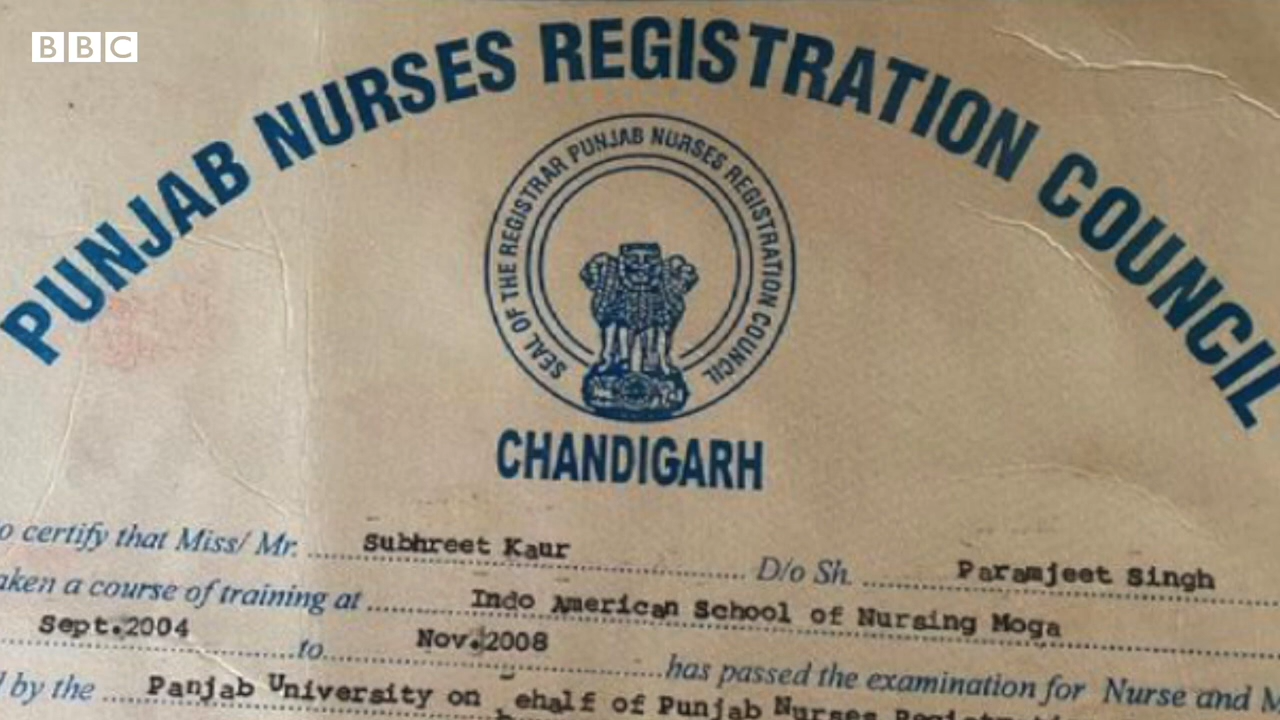 BBC
PUNJAB NURSES REGISTRATION COUNCIL
SEAL OF THE REGISTRAR PUNJAB NURSES REGISTRATION COUNCIL
CHANDIGARH
o certify that Miss/ Mr. Subhreet Kaur D/o Sh. Paramjeet Singh
aken a course of training at Indo American School of Nursing Moga
Sept.2004 to Nov.2008 has passed the examination for Nurse and M
by the Panjab University on ehalf of Punjab Nurses